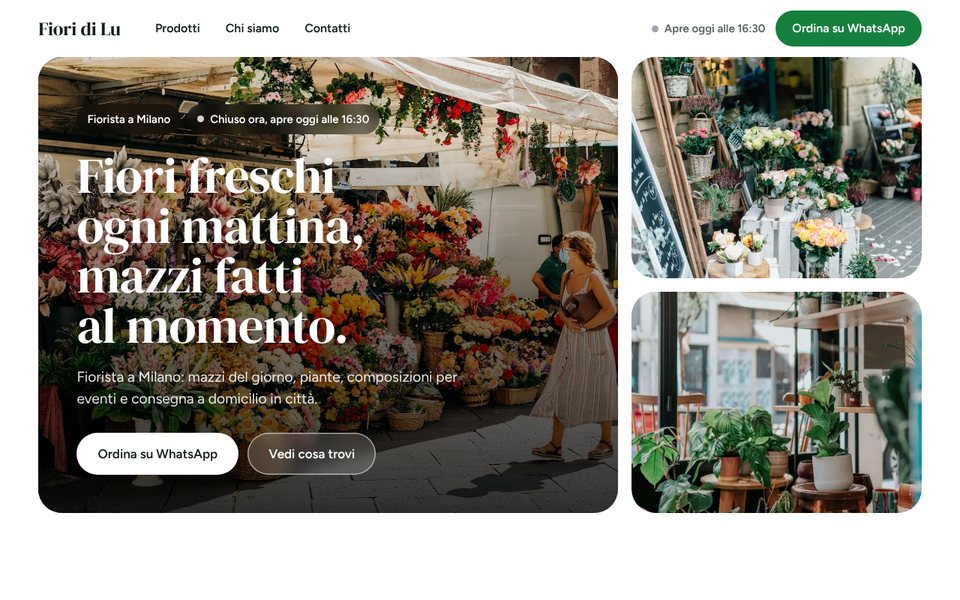 Fiori di Lu
Prodotti
Chi siamo
Contatti
Apre oggi alle 16:30
Ordina su WhatsApp
Fiorista a Milano
Chiuso ora, apre oggi alle 16:30
Fiori freschi
ogni mattina,
mazzi fatti
al momento.
Fiorista a Milano: mazzi del giorno, piante, composizioni per
eventi e consegna a domicilio in città.
Ordina su WhatsApp
Vedi cosa trovi